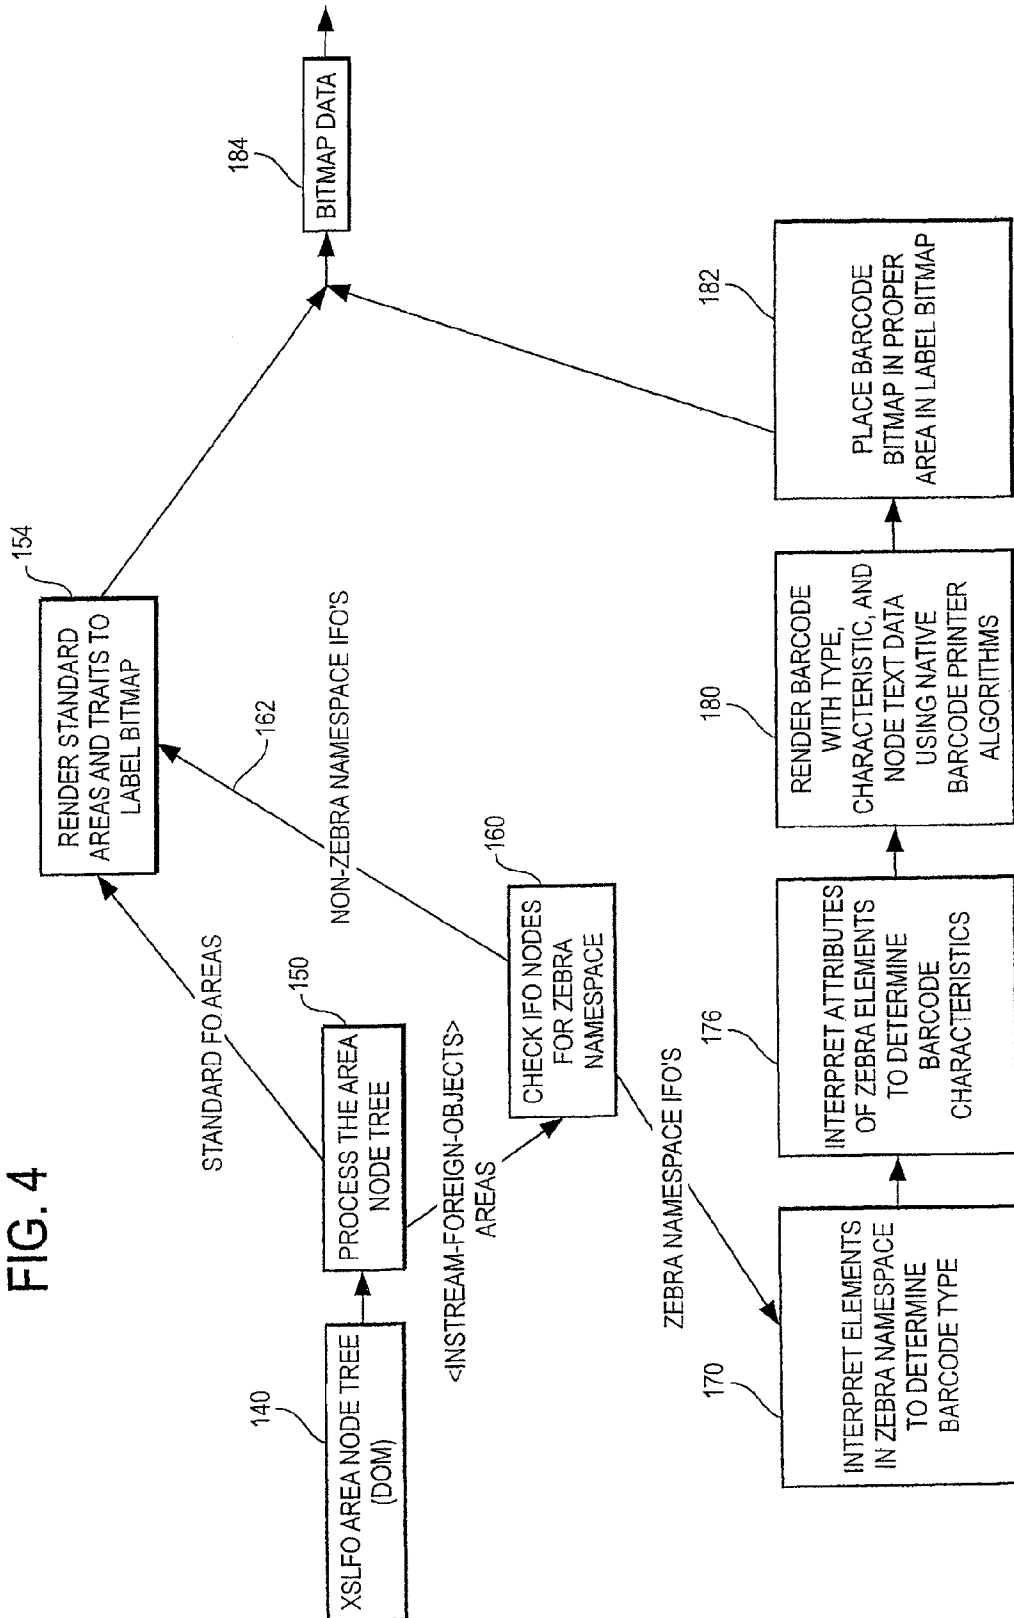 FIG. 4
140
XSLFO AREA NODE TREE
(DOM)
150
PROCESS THE AREA
NODE TREE
STANDARD FO AREAS
<INSTREAM-FOREIGN-OBJECTS>
AREAS
154
RENDER STANDARD
AREAS AND TRAITS TO
LABEL BITMAP
162
NON-ZEBRA NAMESPACE IFO'S
160
CHECK IFO NODES
FOR ZEBRA
NAMESPACE
ZEBRA NAMESPACE IFO'S
170
INTERPRET ELEMENTS
IN ZEBRA NAMESPACE
TO DETERMINE
BARCODE TYPE
176
INTERPRET ATTRIBUTES
OF ZEBRA ELEMENTS
TO DETERMINE
BARCODE
CHARACTERISTICS
180
RENDER BARCODE
WITH TYPE,
CHARACTERISTIC, AND
NODE TEXT DATA
USING NATIVE
BARCODE PRINTER
ALGORITHMS
182
PLACE BARCODE
BITMAP IN PROPER
AREA IN LABEL BITMAP
184
BITMAP DATA